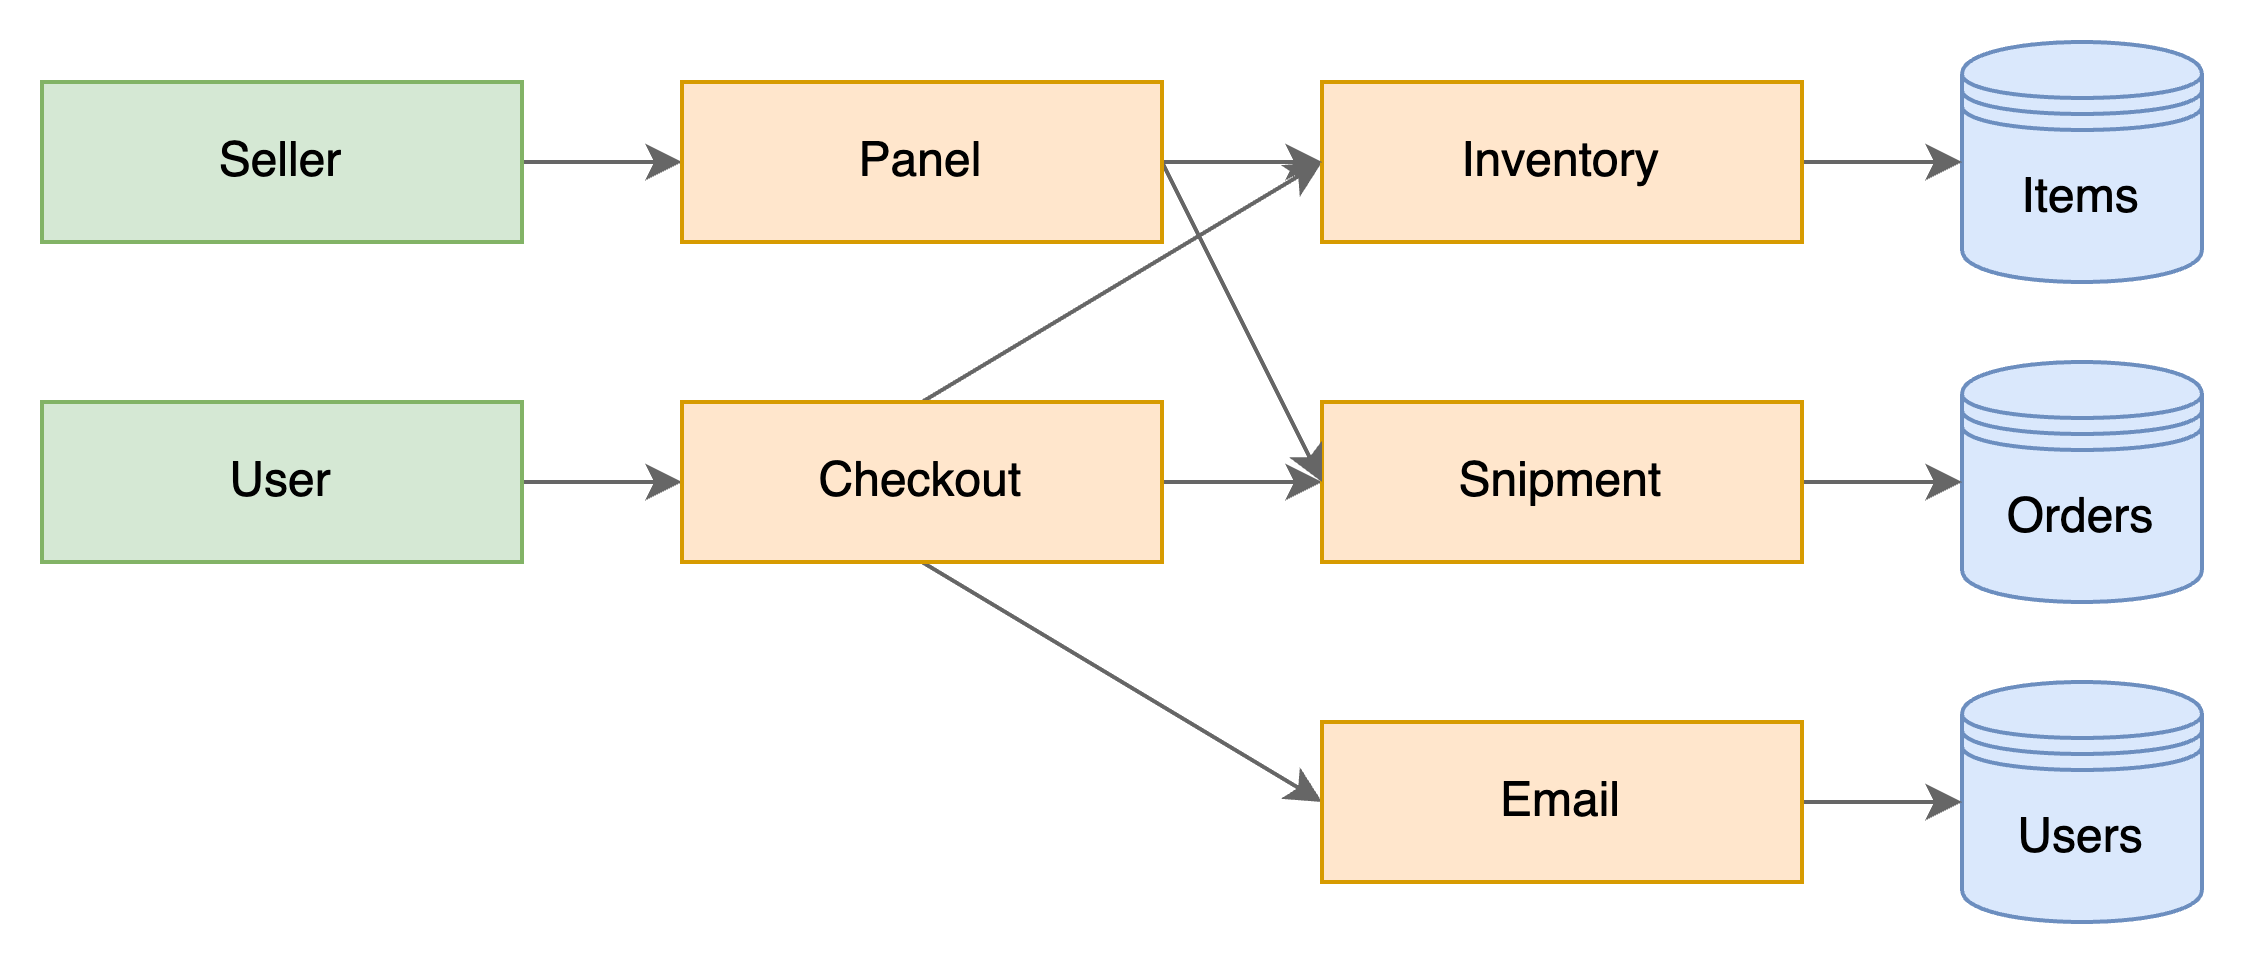 Seller
Panel
Inventory
Items
User
Checkout
Snipment
Orders
Email
Users